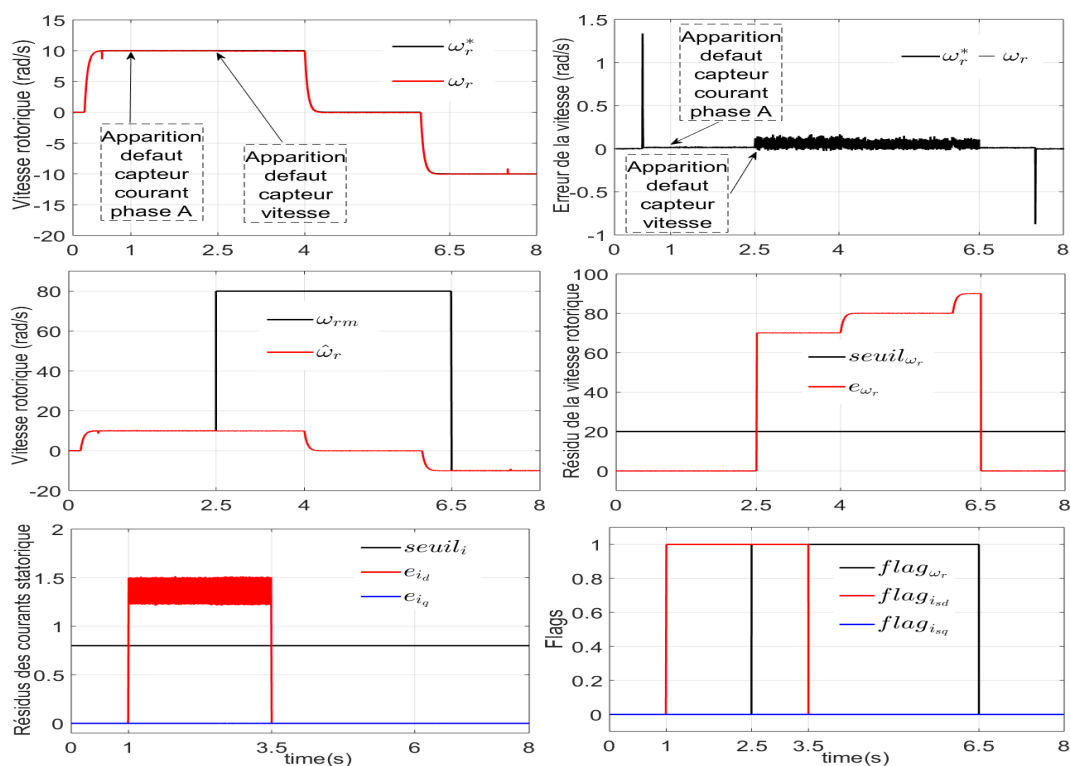 Vitesse rotorique (rad/s)
15
10
5
0
-5
-10
-15
-20
ω*r
ωr
Apparition
defaut
capteur
courant
phase A
Apparition
defaut
capteur
vitesse
0
1
2.5
4
6.5
8
Erreur de la vitesse (rad/s)
1.5
1
0.5
0
-0.5
-1
ω*r − ωr
Apparition
defaut
capteur
courant
phase A
Apparition
defaut
capteur
vitesse
0
1
2.5
4
6.5
8
Vitesse rotorique (rad/s)
80
60
40
20
0
-20
ωrm
ω̂r
0
2.5
4
6.5
8
Résidu de la vitesse rotorique
100
80
60
40
20
0
seuilωr
eωr
0
2.5
4
6.5
8
Résidus des courants statorique
2
1.5
1
0.5
0
seuili
eid
eiq
0
1
3.5
6
8
time(s)
Flags
1
0.8
0.6
0.4
0.2
0
flagωr
flagisd
flagisq
0
1
2.5
3.5
6.5
8
time(s)